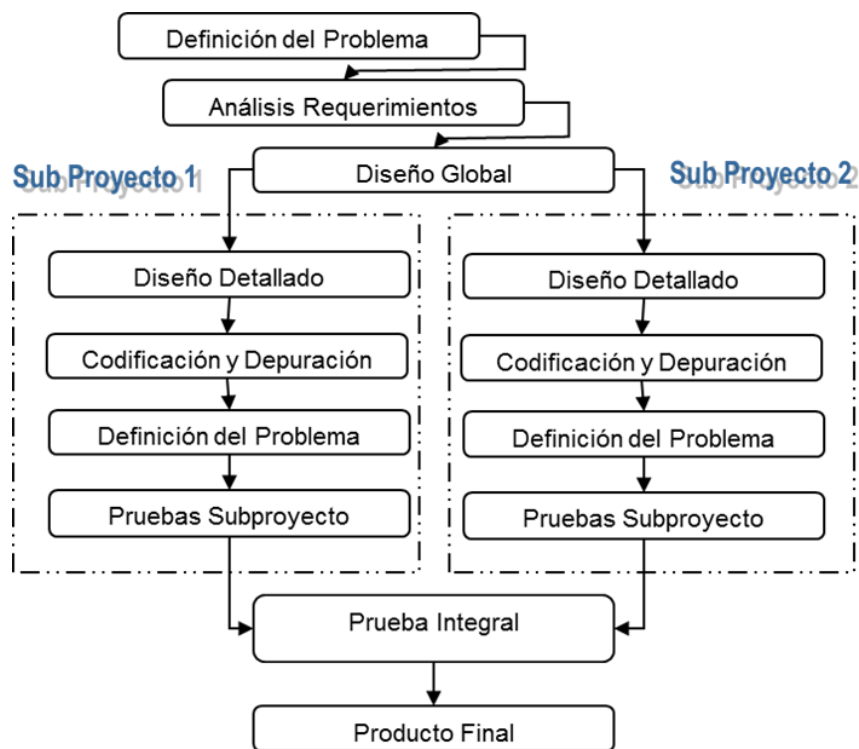 Definición del Problema
Análisis Requerimientos
Diseño Global
Sub Proyecto 1
Diseño Detallado
Codificación y Depuración
Definición del Problema
Pruebas Subproyecto
Sub Proyecto 2
Diseño Detallado
Codificación y Depuración
Definición del Problema
Pruebas Subproyecto
Prueba Integral
Producto Final